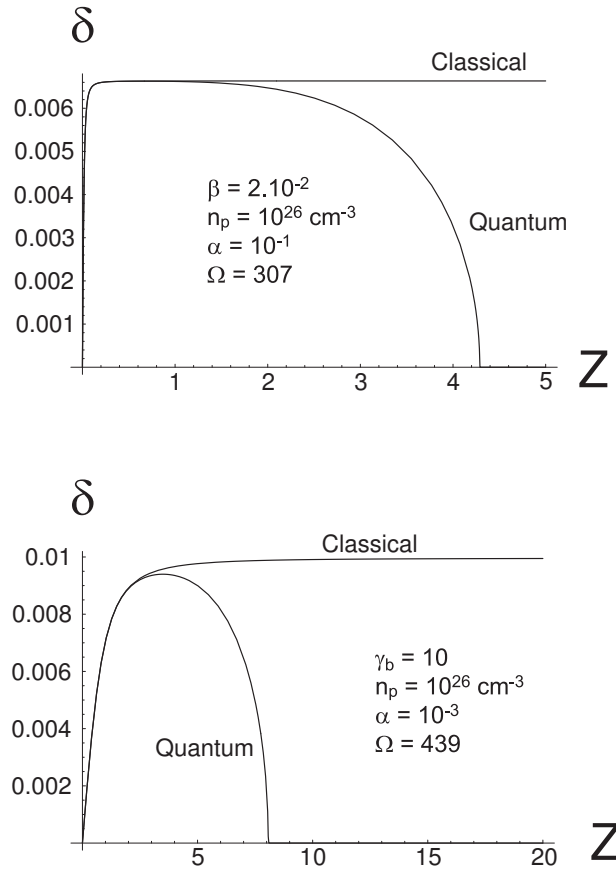 δ
Classical
0.006
0.005
0.004
0.003
0.002
0.001
β = 2.10⁻²
nₚ = 10²⁶ cm⁻³
α = 10⁻¹
Ω = 307
Quantum
1 2 3 4 5 Z
δ
Classical
0.01
0.008
0.006
0.004
0.002
γ_b = 10
nₚ = 10²⁶ cm⁻³
α = 10⁻³
Ω = 439
Quantum
5 10 15 20 Z